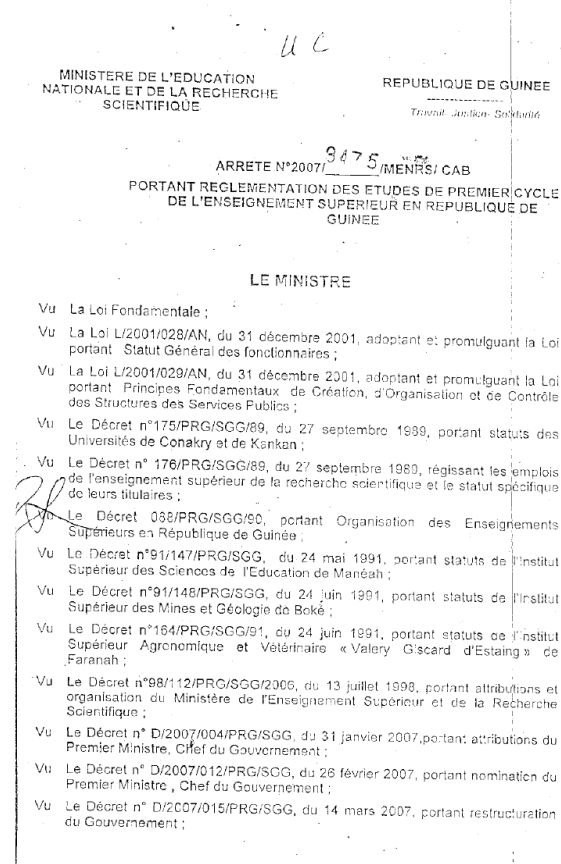 U C
MINISTERE DE L'EDUCATION
NATIONALE ET DE LA RECHERCHE
SCIENTIFIQUE
REPUBLIQUE DE GUINEE
---------------
Travail- Justice- Solidarité
ARRETE N°2007/ 9475 /MENRS/ CAB
PORTANT REGLEMENTATION DES ETUDES DE PREMIER CYCLE
DE L'ENSEIGNEMENT SUPERIEUR EN REPUBLIQUE DE
GUINEE
LE MINISTRE
Vu La Loi Fondamentale ;
Vu La Loi L/2001/028/AN, du 31 décembre 2001, adoptant et promulguant la Loi
portant Statut Général des fonctionnaires ;
Vu La Loi L/2001/029/AN, du 31 décembre 2001, adoptant et promulguant la Loi
portant Principes Fondamentaux de Création, d'Organisation et de Contrôle
des Structures des Services Publics ;
Vu Le Décret n°175/PRG/SGG/89, du 27 septembre 1989, portant statuts des
Universités de Conakry et de Kankan ;
Vu Le Décret n° 176/PRG/SGG/89, du 27 septembre 1989, régissant les emplois
de l'enseignement supérieur de la recherche scientifique et le statut spécifique
de leurs titulaires ;
Vu Le Décret 088/PRG/SGG/90, portant Organisation des Enseignements
Supérieurs en République de Guinée ;
Vu Le Décret n°91/147/PRG/SGG, du 24 mai 1991, portant statuts de l'Institut
Supérieur des Sciences de l'Education de Manéah ;
Vu Le Décret n°91/148/PRG/SGG, du 24 juin 1991, portant statuts de l'Institut
Supérieur des Mines et Géologie de Boké ;
Vu Le Décret n°164/PRG/SGG/91, du 24 juin 1991, portant statuts de l'Institut
Supérieur Agronomique et Vétérinaire « Valery Giscard d'Estaing » de
Faranah ;
Vu Le Décret n°98/112/PRG/SGG/2006, du 13 juillet 1998, portant attributions et
organisation du Ministère de l'Enseignement Supérieur et de la Recherche
Scientifique ;
Vu Le Décret n° D/2007/004/PRG/SGG, du 31 janvier 2007,portant attributions du
Premier Ministre, Chef du Gouvernement ;
Vu Le Décret n° D/2007/012/PRG/SGG, du 26 février 2007, portant nomination du
Premier Ministre , Chef du Gouvernement ;
Vu Le Décret n° D/2007/015/PRG/SGG, du 14 mars 2007, portant restructuration
du Gouvernement ;